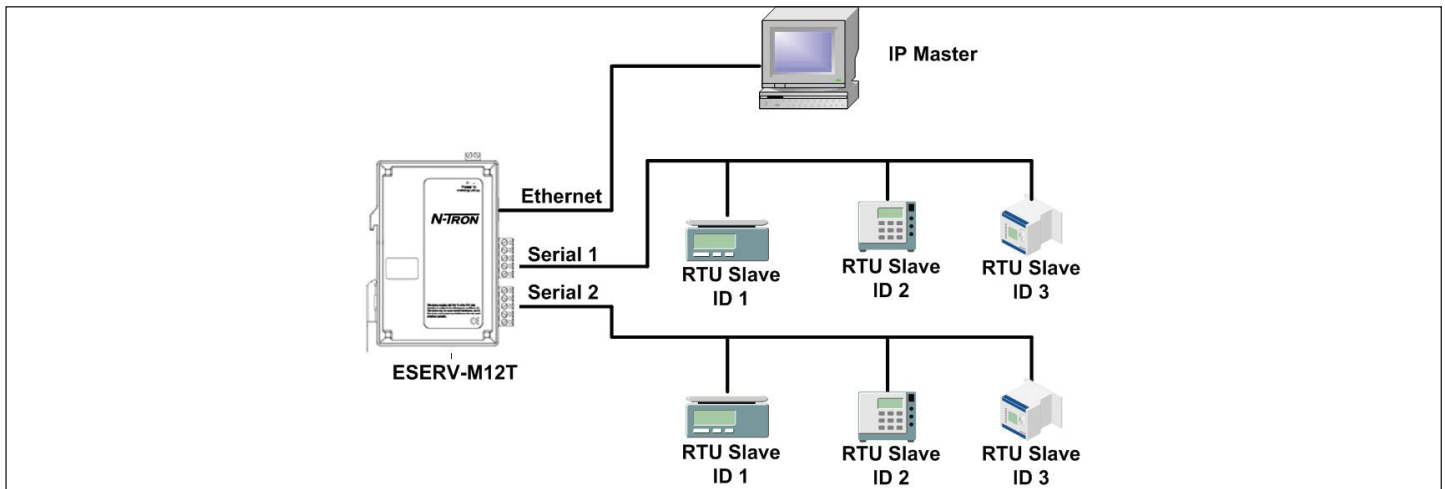 IP Master
Ethernet
N-TRON
Serial 1
RTU Slave
ID 1
RTU Slave
ID 2
RTU Slave
ID 3
Serial 2
CE
ESERV-M12T
RTU Slave
ID 1
RTU Slave
ID 2
RTU Slave
ID 3